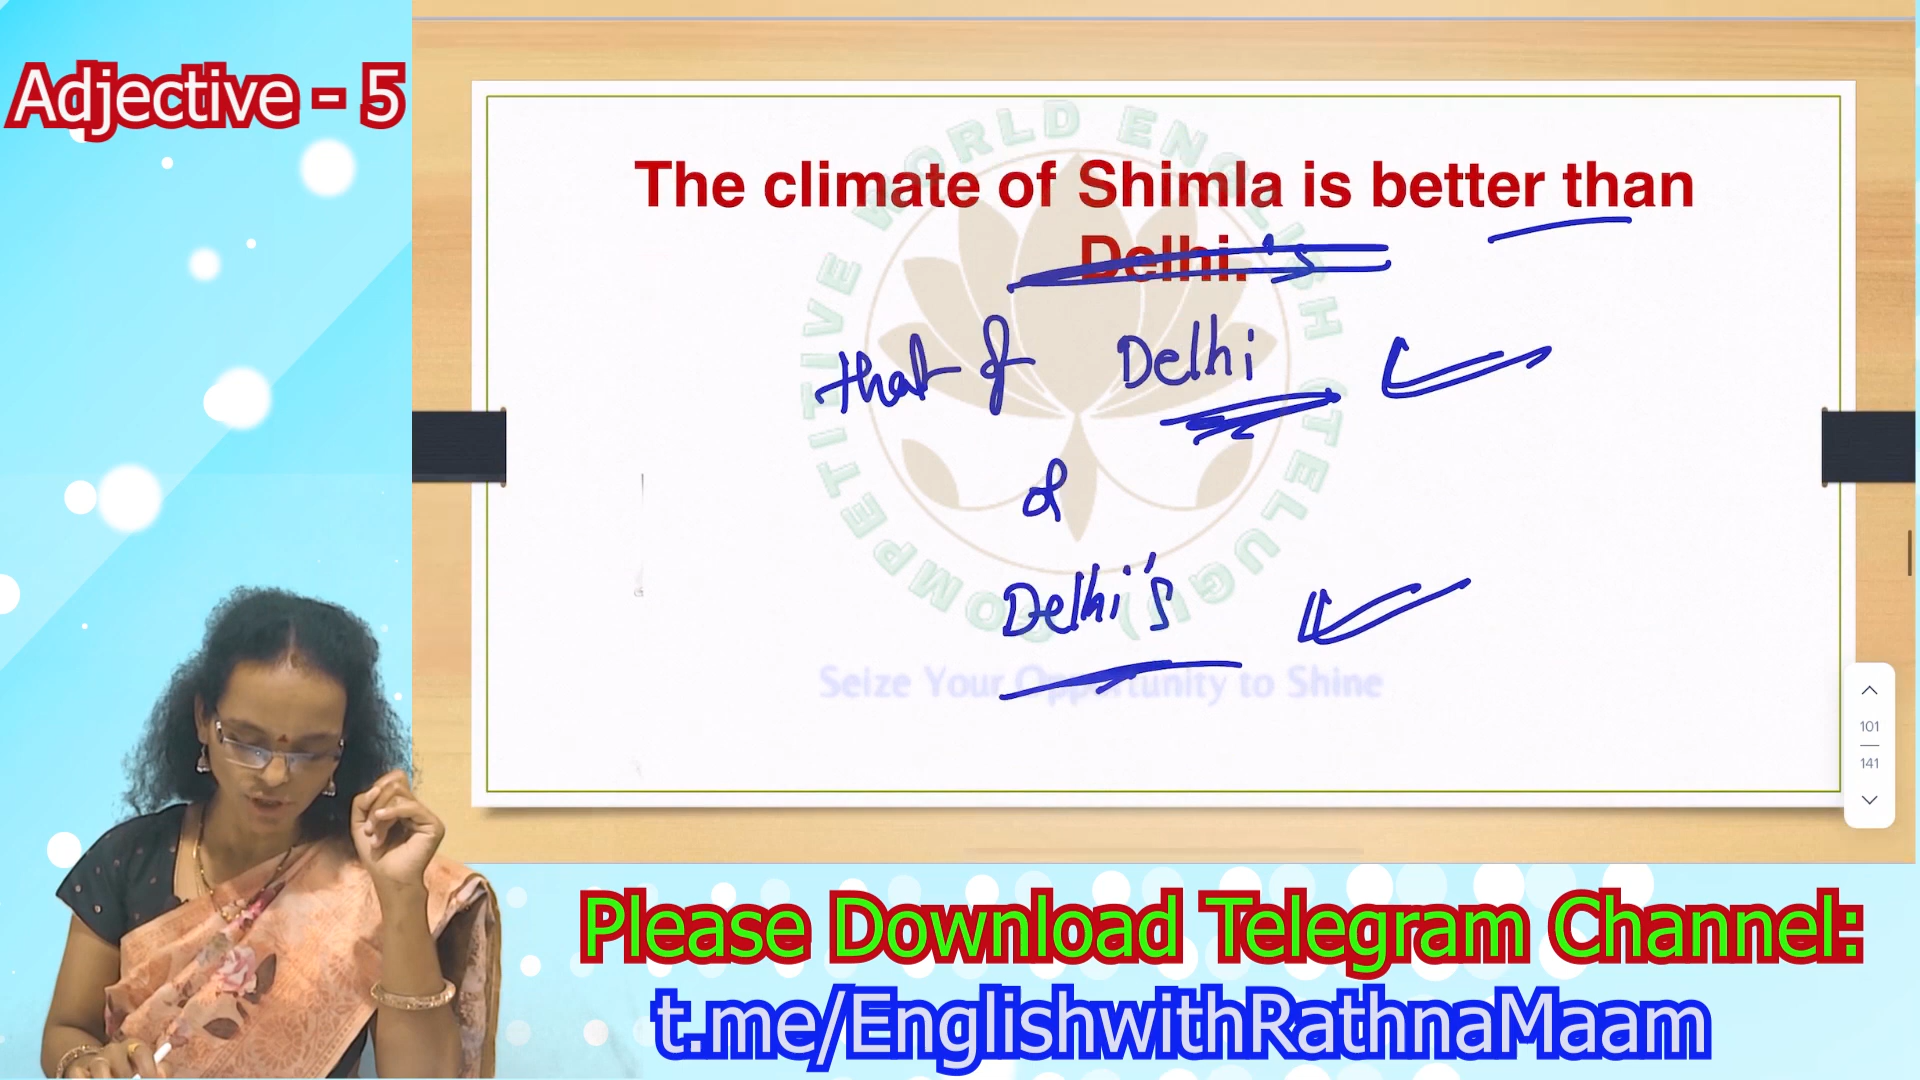 Adjective - 5
The climate of Shimla is better than
Delhi.'s
that of Delhi
or
Delhi's
COMPETITIVE WORLD ENGLISH (TELUGU)
Seize Your Opportunity to Shine
101
141
Please Download Telegram Channel:
t.me/EnglishwithRathnaMaam